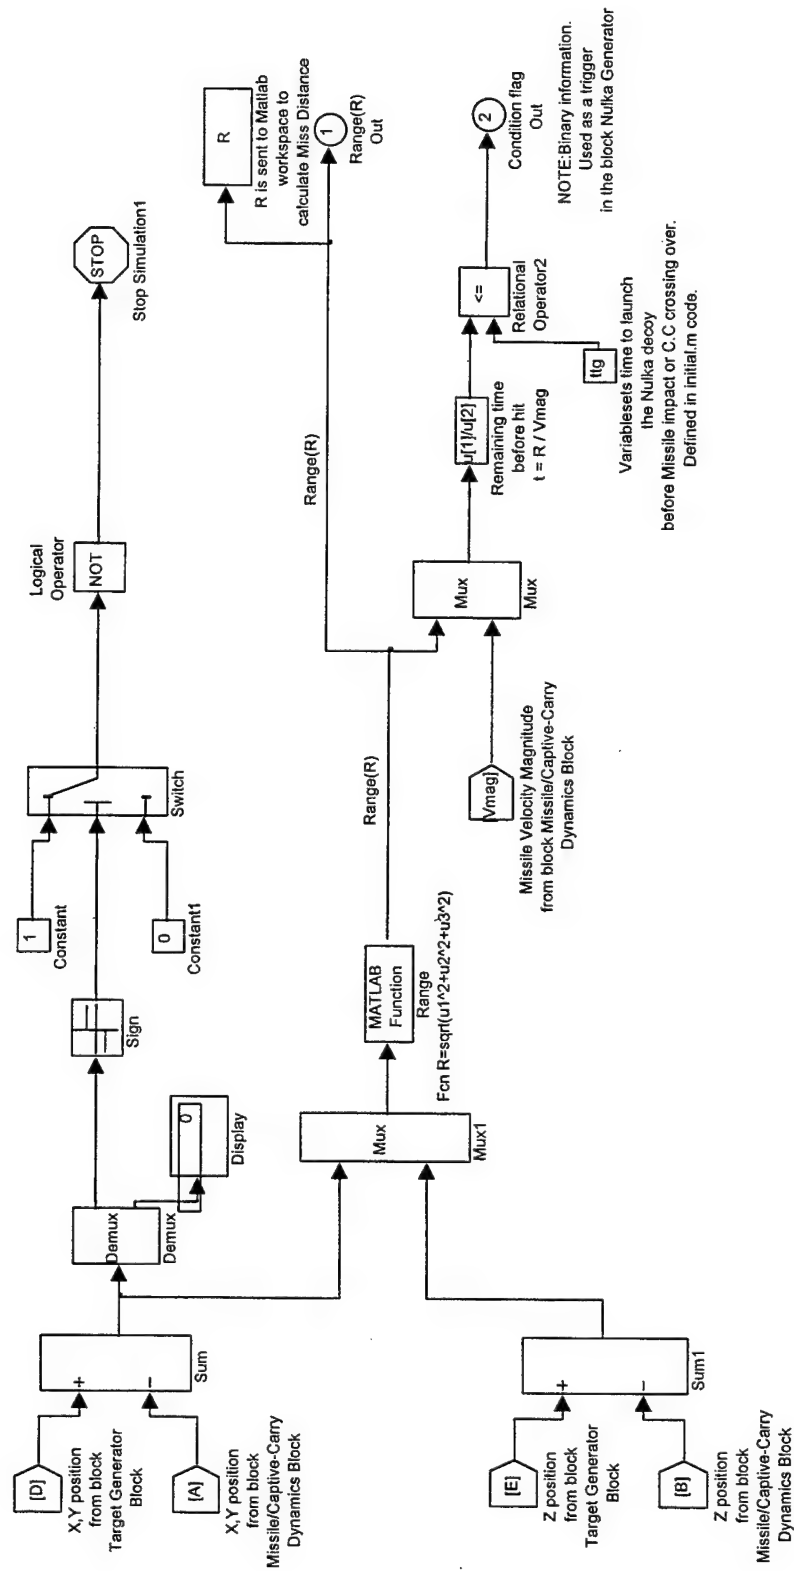 [D]
X,Y position
from block
Target Generator
Block
+
−
Sum
[A]
X,Y position
from block
Missile/Captive-Carry
Dynamics Block
Demux
Demux
0
Display
Sign
1
Constant
0
Constant1
Switch
Logical
Operator
NOT
STOP
Stop Simulation1
[E]
Z position
from block
Target Generator
Block
+
−
Sum1
[B]
Z position
from block
Missile/Captive-Carry
Dynamics Block
Mux
Mux1
MATLAB
Function
Range
Fcn R=sqrt(u1^2+u2^2+u3^2)
Range(R)
Range(R)
R
R is sent to Matlab
workspace to
calculate Miss Distance
1
Range(R)
Out
[Vmag]
Missile Velocity Magnitude
from block Missile/Captive-Carry
Dynamics Block
Mux
Mux
u[1]/u[2]
Remaining time
before hit
t = R / Vmag
<=
Relational
Operator2
ttg
Variablesets time to launch
the Nulka decoy
before Missile impact or C.C crossing over.
Defined in initial.m code.
2
Condition flag
Out
NOTE:Binary information.
Used as a trigger
in the block Nulka Generator